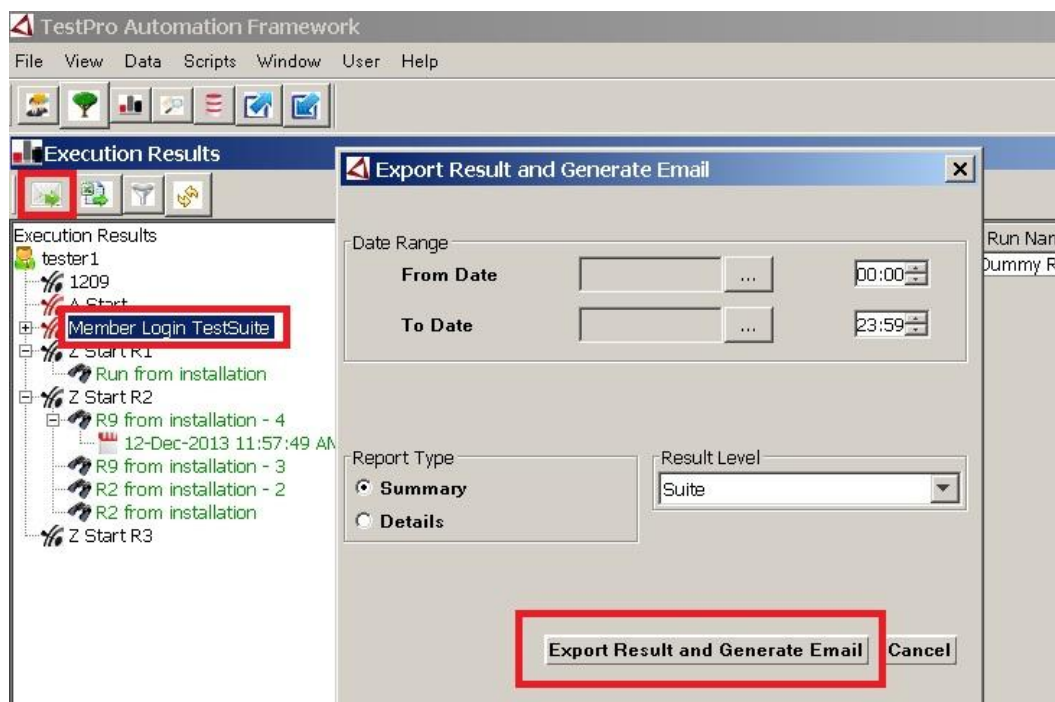 TestPro Automation Framework
File View Data Scripts Window User Help
Execution Results
Execution Results
tester1
1209
A Start
Member Login TestSuite
Z Start R1
Run from installation
Z Start R2
R9 from installation - 4
12-Dec-2013 11:57:49 AM
R9 from installation - 3
R2 from installation - 2
R2 from installation
Z Start R3
Export Result and Generate Email
Date Range
From Date ... 00:00
To Date ... 23:59
Report Type
Summary
Details
Result Level
Suite
Export Result and Generate Email Cancel
Run Nam
Dummy R